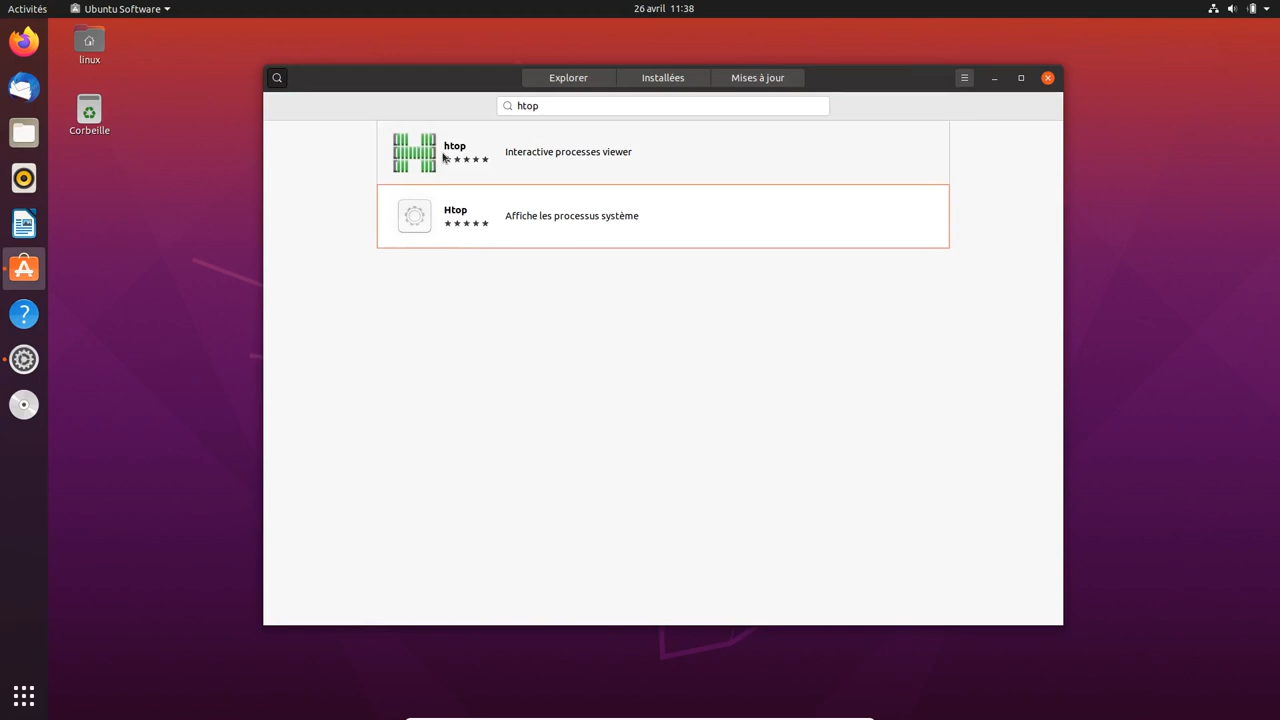 Activités
Ubuntu Software
26 avril 11:38
linux
Corbeille
Explorer
Installées
Mises à jour
htop
htop
Interactive processes viewer
Htop
Affiche les processus système